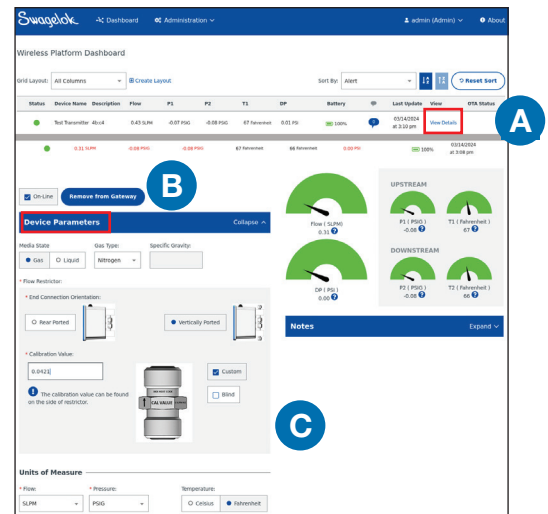 Swagelok
Dashboard
Administration
admin (Admin)
About
Wireless Platform Dashboard
Grid Layout: All Columns
Create Layout
Sort By: Alert
Reset Sort
Status Device Name Description Flow P1 P2 T1 DP Battery Last Update View OTA Status
Test Transmitter 4b:c4 0.43 SLPM -0.07 PSIG -0.08 PSIG 67 Fahrenheit 0.01 PSI 100% 03/14/2024 at 3:10 pm View Details
A
0.31 SLPM -0.08 PSIG -0.08 PSIG 67 Fahrenheit 66 Fahrenheit 0.00 PSI 100% 03/14/2024 at 3:08 pm
On-Line
Remove from Gateway
B
Device Parameters
Collapse
Media State
Gas Type:
Specific Gravity:
Gas
Liquid
Nitrogen
* Flow Restrictor:
* End Connection Orientation:
Rear Ported
Vertically Ported
* Calibration Value:
0.0421
Custom
Blind
The calibration value can be found
on the side of restrictor.
CAL VALUE
C
Units of Measure
* Flow:
* Pressure:
Temperature:
SLPM
PSIG
Celsius
Fahrenheit
Flow ( SLPM)
0.31
DP ( PSI )
0.00
UPSTREAM
P1 ( PSIG )
-0.08
T1 ( Fahrenheit )
67
DOWNSTREAM
P2 ( PSIG )
-0.08
T2 ( Fahrenheit )
66
Notes
Expand